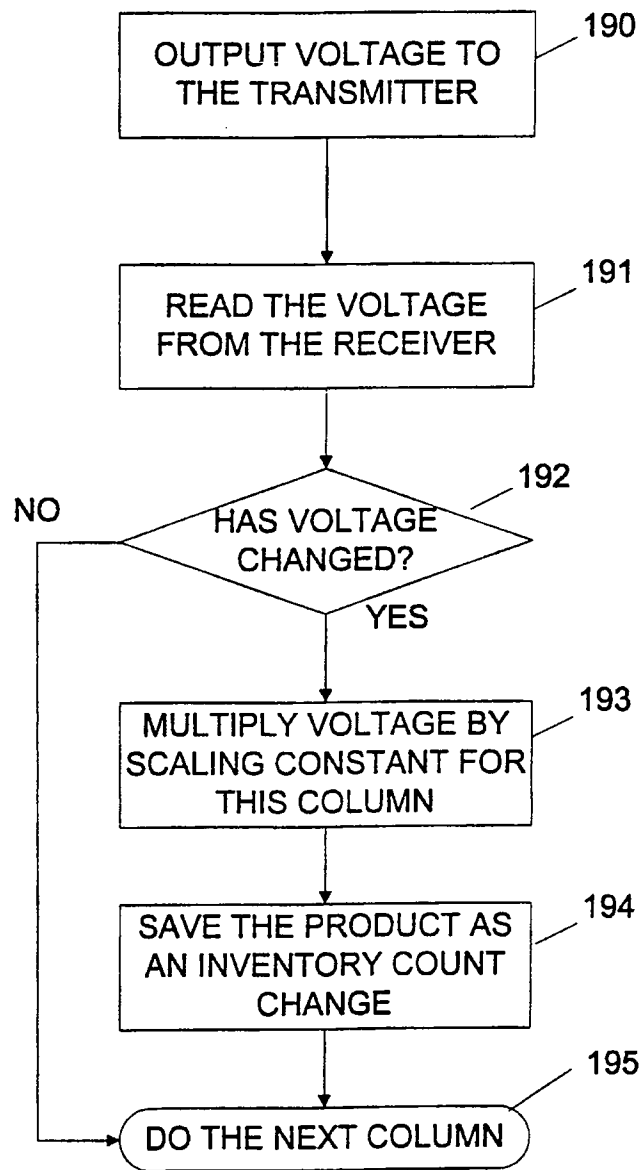 190
OUTPUT VOLTAGE TO
THE TRANSMITTER
191
READ THE VOLTAGE
FROM THE RECEIVER
192
NO
HAS VOLTAGE
CHANGED?
YES
193
MULTIPLY VOLTAGE BY
SCALING CONSTANT FOR
THIS COLUMN
194
SAVE THE PRODUCT AS
AN INVENTORY COUNT
CHANGE
195
DO THE NEXT COLUMN